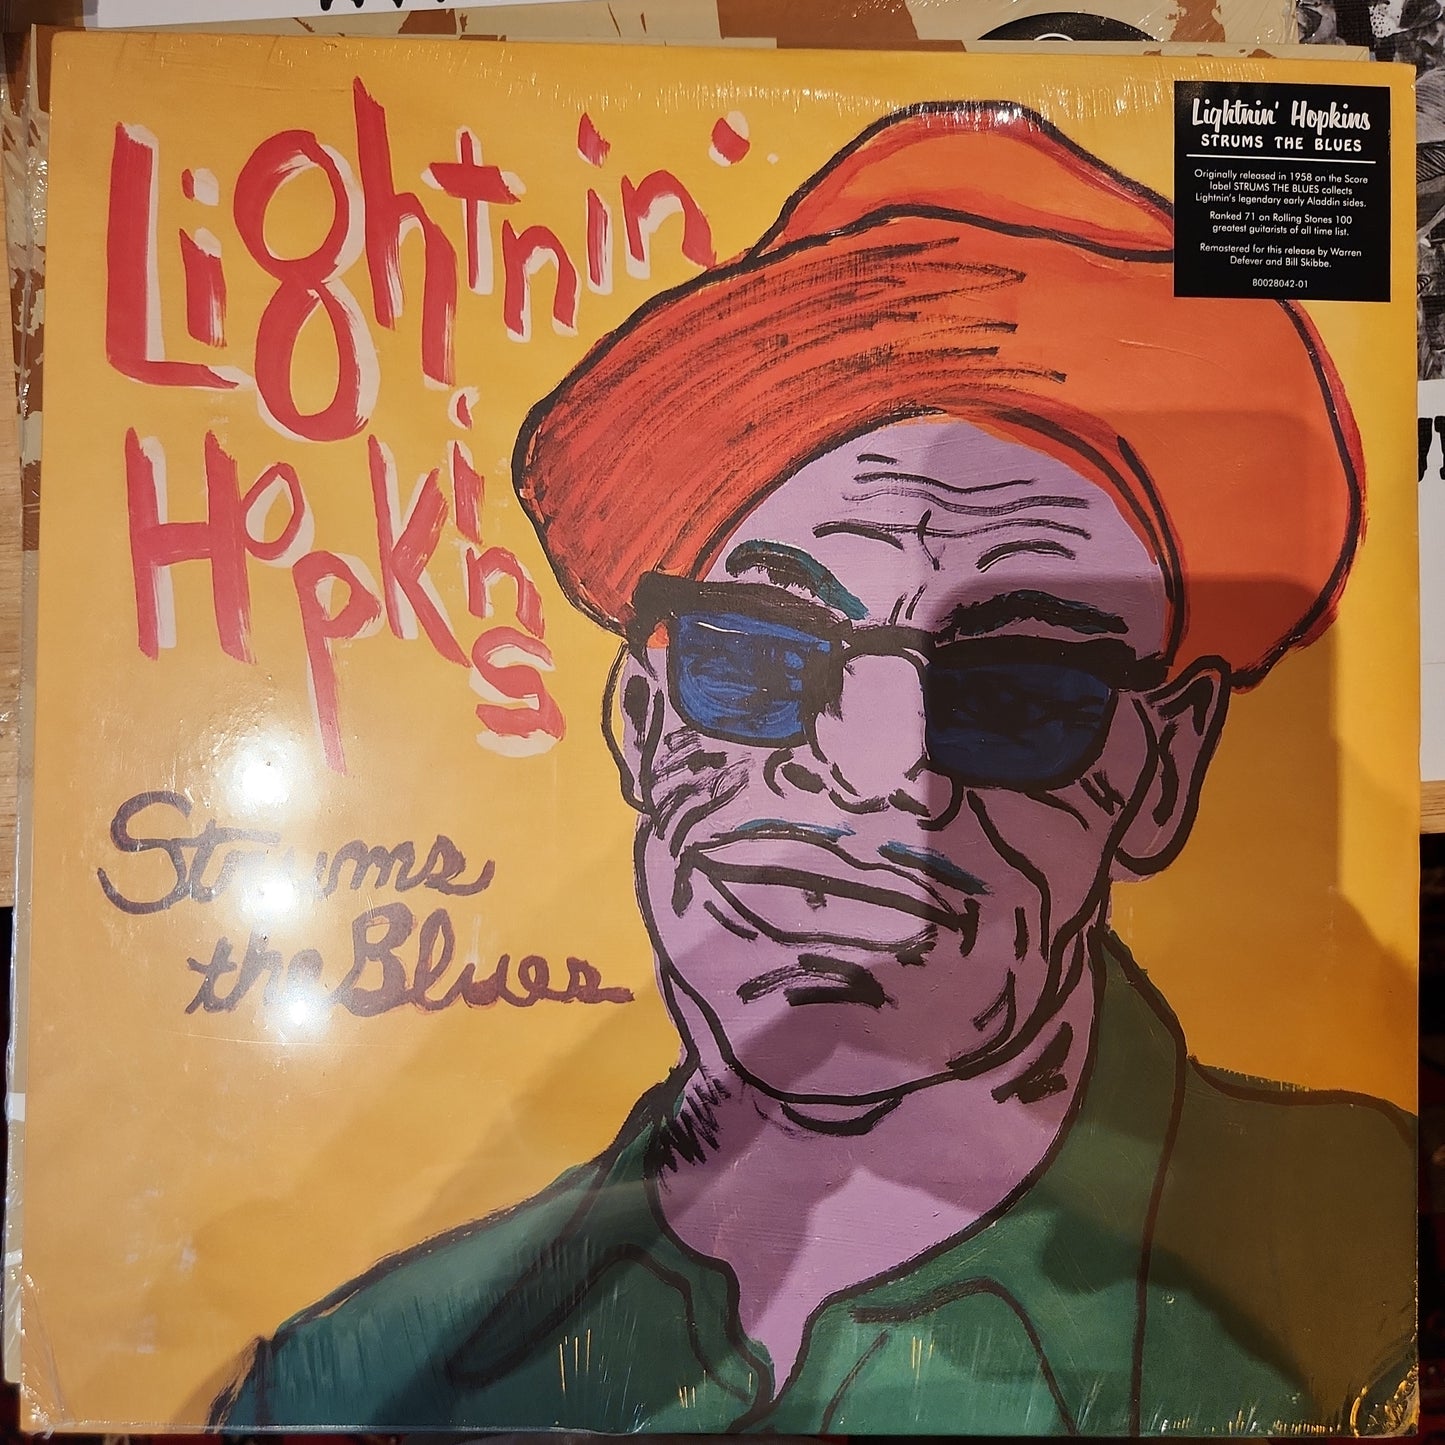 Lightnin'
Hopkins
Strums
the Blues
Lightnin' Hopkins
STRUMS THE BLUES
Originally released in 1958 on the Score
label STRUMS THE BLUES collects
Lightnin's legendary early Aladdin sides.
Ranked 71 on Rolling Stones 100
greatest guitarists of all time list.
Remastered for this release by Warren
Defever and Bill Skibbe.
80028042-01